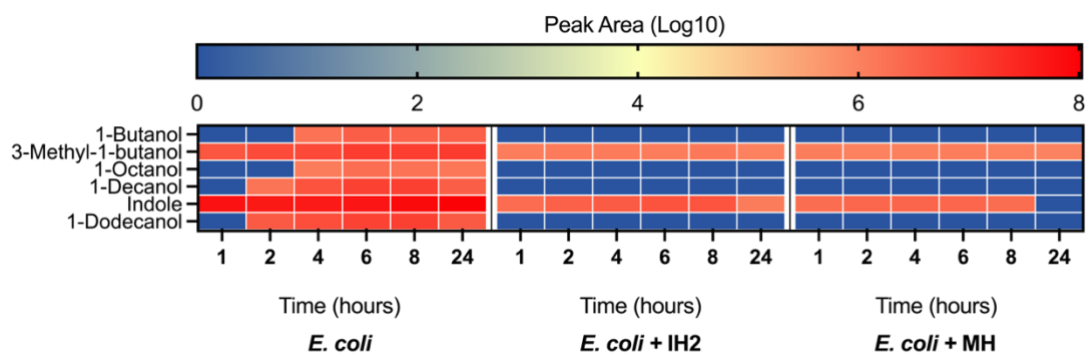 Peak Area (Log10)
0 2 4 6 8
1-Butanol
3-Methyl-1-butanol
1-Octanol
1-Decanol
Indole
1-Dodecanol
1 2 4 6 8 24 1 2 4 6 8 24 1 2 4 6 8 24
Time (hours) Time (hours) Time (hours)
E. coli E. coli + IH2 E. coli + MH